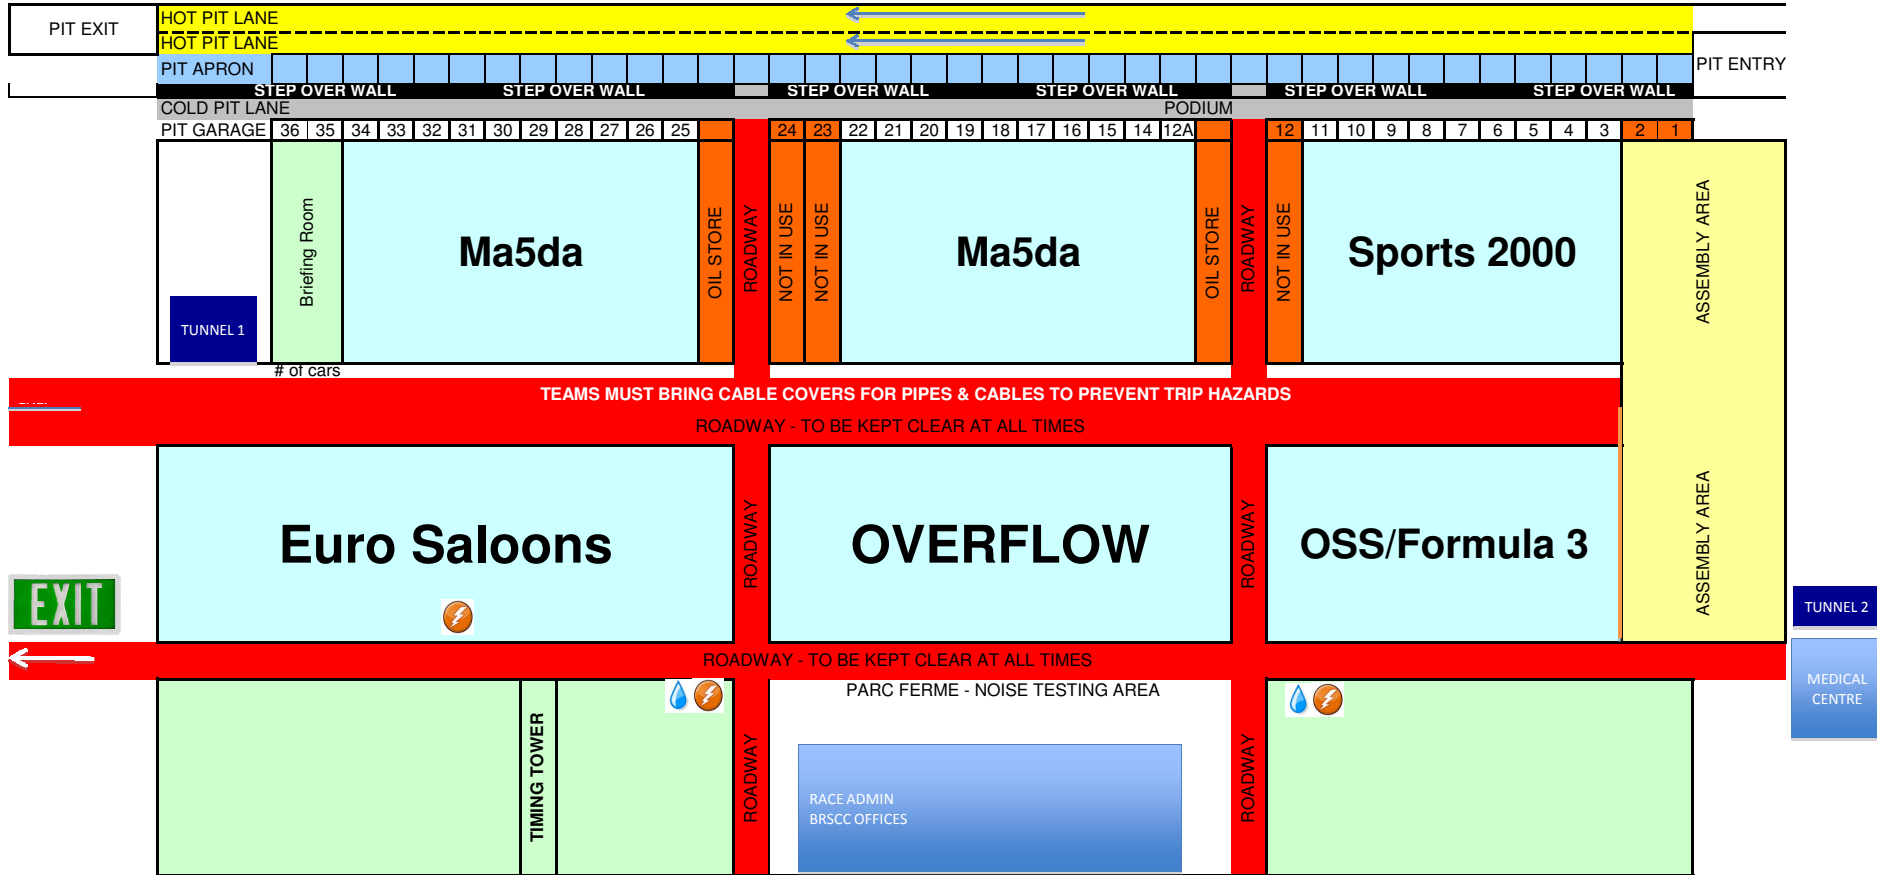 PIT EXIT
HOT PIT LANE
HOT PIT LANE
PIT APRON
PIT ENTRY
STEP OVER WALL STEP OVER WALL STEP OVER WALL STEP OVER WALL STEP OVER WALL STEP OVER WALL
COLD PIT LANE PODIUM
PIT GARAGE 36 35 34 33 32 31 30 29 28 27 26 25 24 23 22 21 20 19 18 17 16 15 14 12A 12 11 10 9 8 7 6 5 4 3 2 1
Briefing Room
Ma5da
OIL STORE
ROADWAY
NOT IN USE
NOT IN USE
Ma5da
OIL STORE
ROADWAY
NOT IN USE
Sports 2000
ASSEMBLY AREA
TUNNEL 1
# of cars
TEAMS MUST BRING CABLE COVERS FOR PIPES & CABLES TO PREVENT TRIP HAZARDS
ROADWAY - TO BE KEPT CLEAR AT ALL TIMES
Euro Saloons
ROADWAY
OVERFLOW
ROADWAY
OSS/Formula 3
ASSEMBLY AREA
EXIT
TUNNEL 2
ROADWAY - TO BE KEPT CLEAR AT ALL TIMES
MEDICAL
CENTRE
TIMING TOWER
ROADWAY
PARC FERME - NOISE TESTING AREA
RACE ADMIN
BRSCC OFFICES
ROADWAY